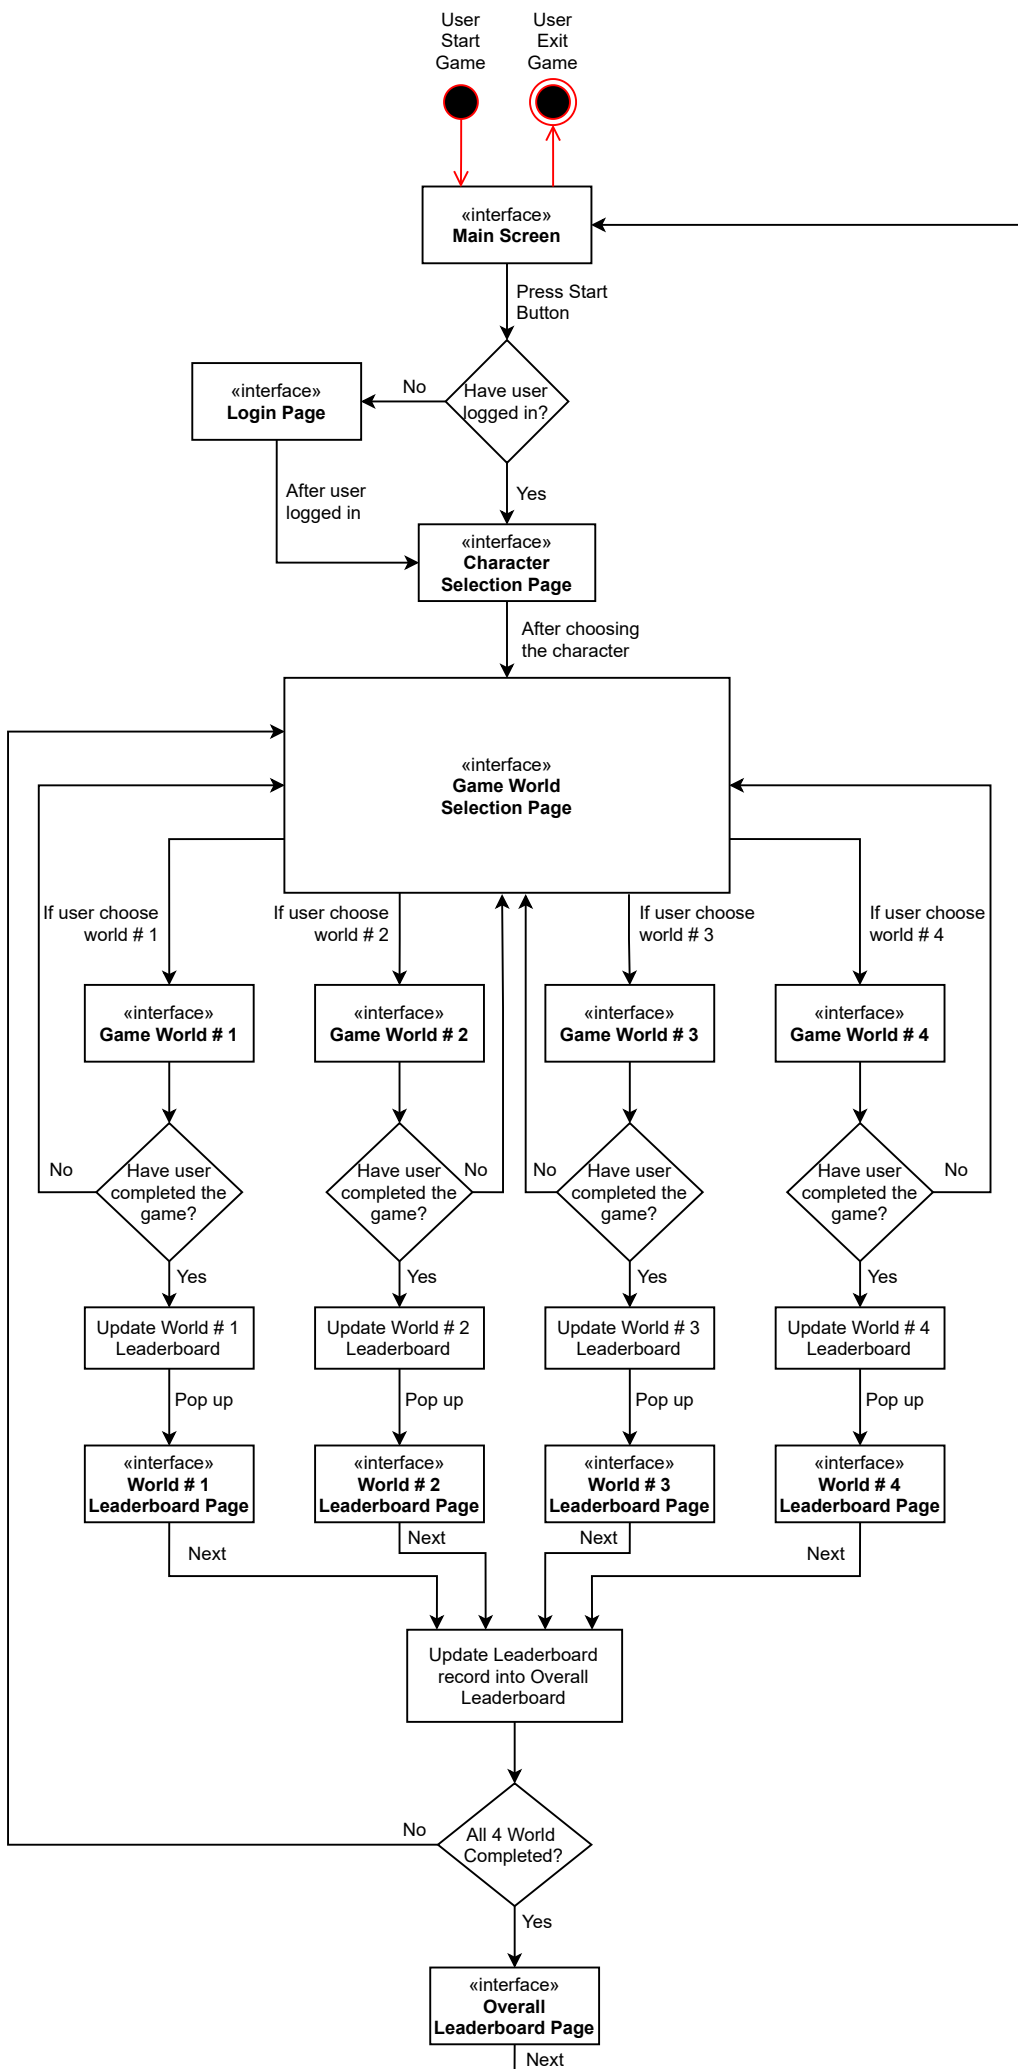 User
Start
Game
User
Exit
Game
«interface»
Main Screen
Press Start
Button
Have user
logged in?
No
«interface»
Login Page
After user
logged in
Yes
«interface»
Character
Selection Page
After choosing
the character
«interface»
Game World
Selection Page
If user choose
world # 1
If user choose
world # 2
If user choose
world # 3
If user choose
world # 4
«interface»
Game World # 1
«interface»
Game World # 2
«interface»
Game World # 3
«interface»
Game World # 4
No
Have user
completed the
game?
Have user
completed the
game?
No
No
Have user
completed the
game?
Have user
completed the
game?
No
Yes
Yes
Yes
Yes
Update World # 1
Leaderboard
Update World # 2
Leaderboard
Update World # 3
Leaderboard
Update World # 4
Leaderboard
Pop up
Pop up
Pop up
Pop up
«interface»
World # 1
Leaderboard Page
«interface»
World # 2
Leaderboard Page
«interface»
World # 3
Leaderboard Page
«interface»
World # 4
Leaderboard Page
Next
Next
Next
Next
Update Leaderboard
record into Overall
Leaderboard
No
All 4 World
Completed?
Yes
«interface»
Overall
Leaderboard Page
Next